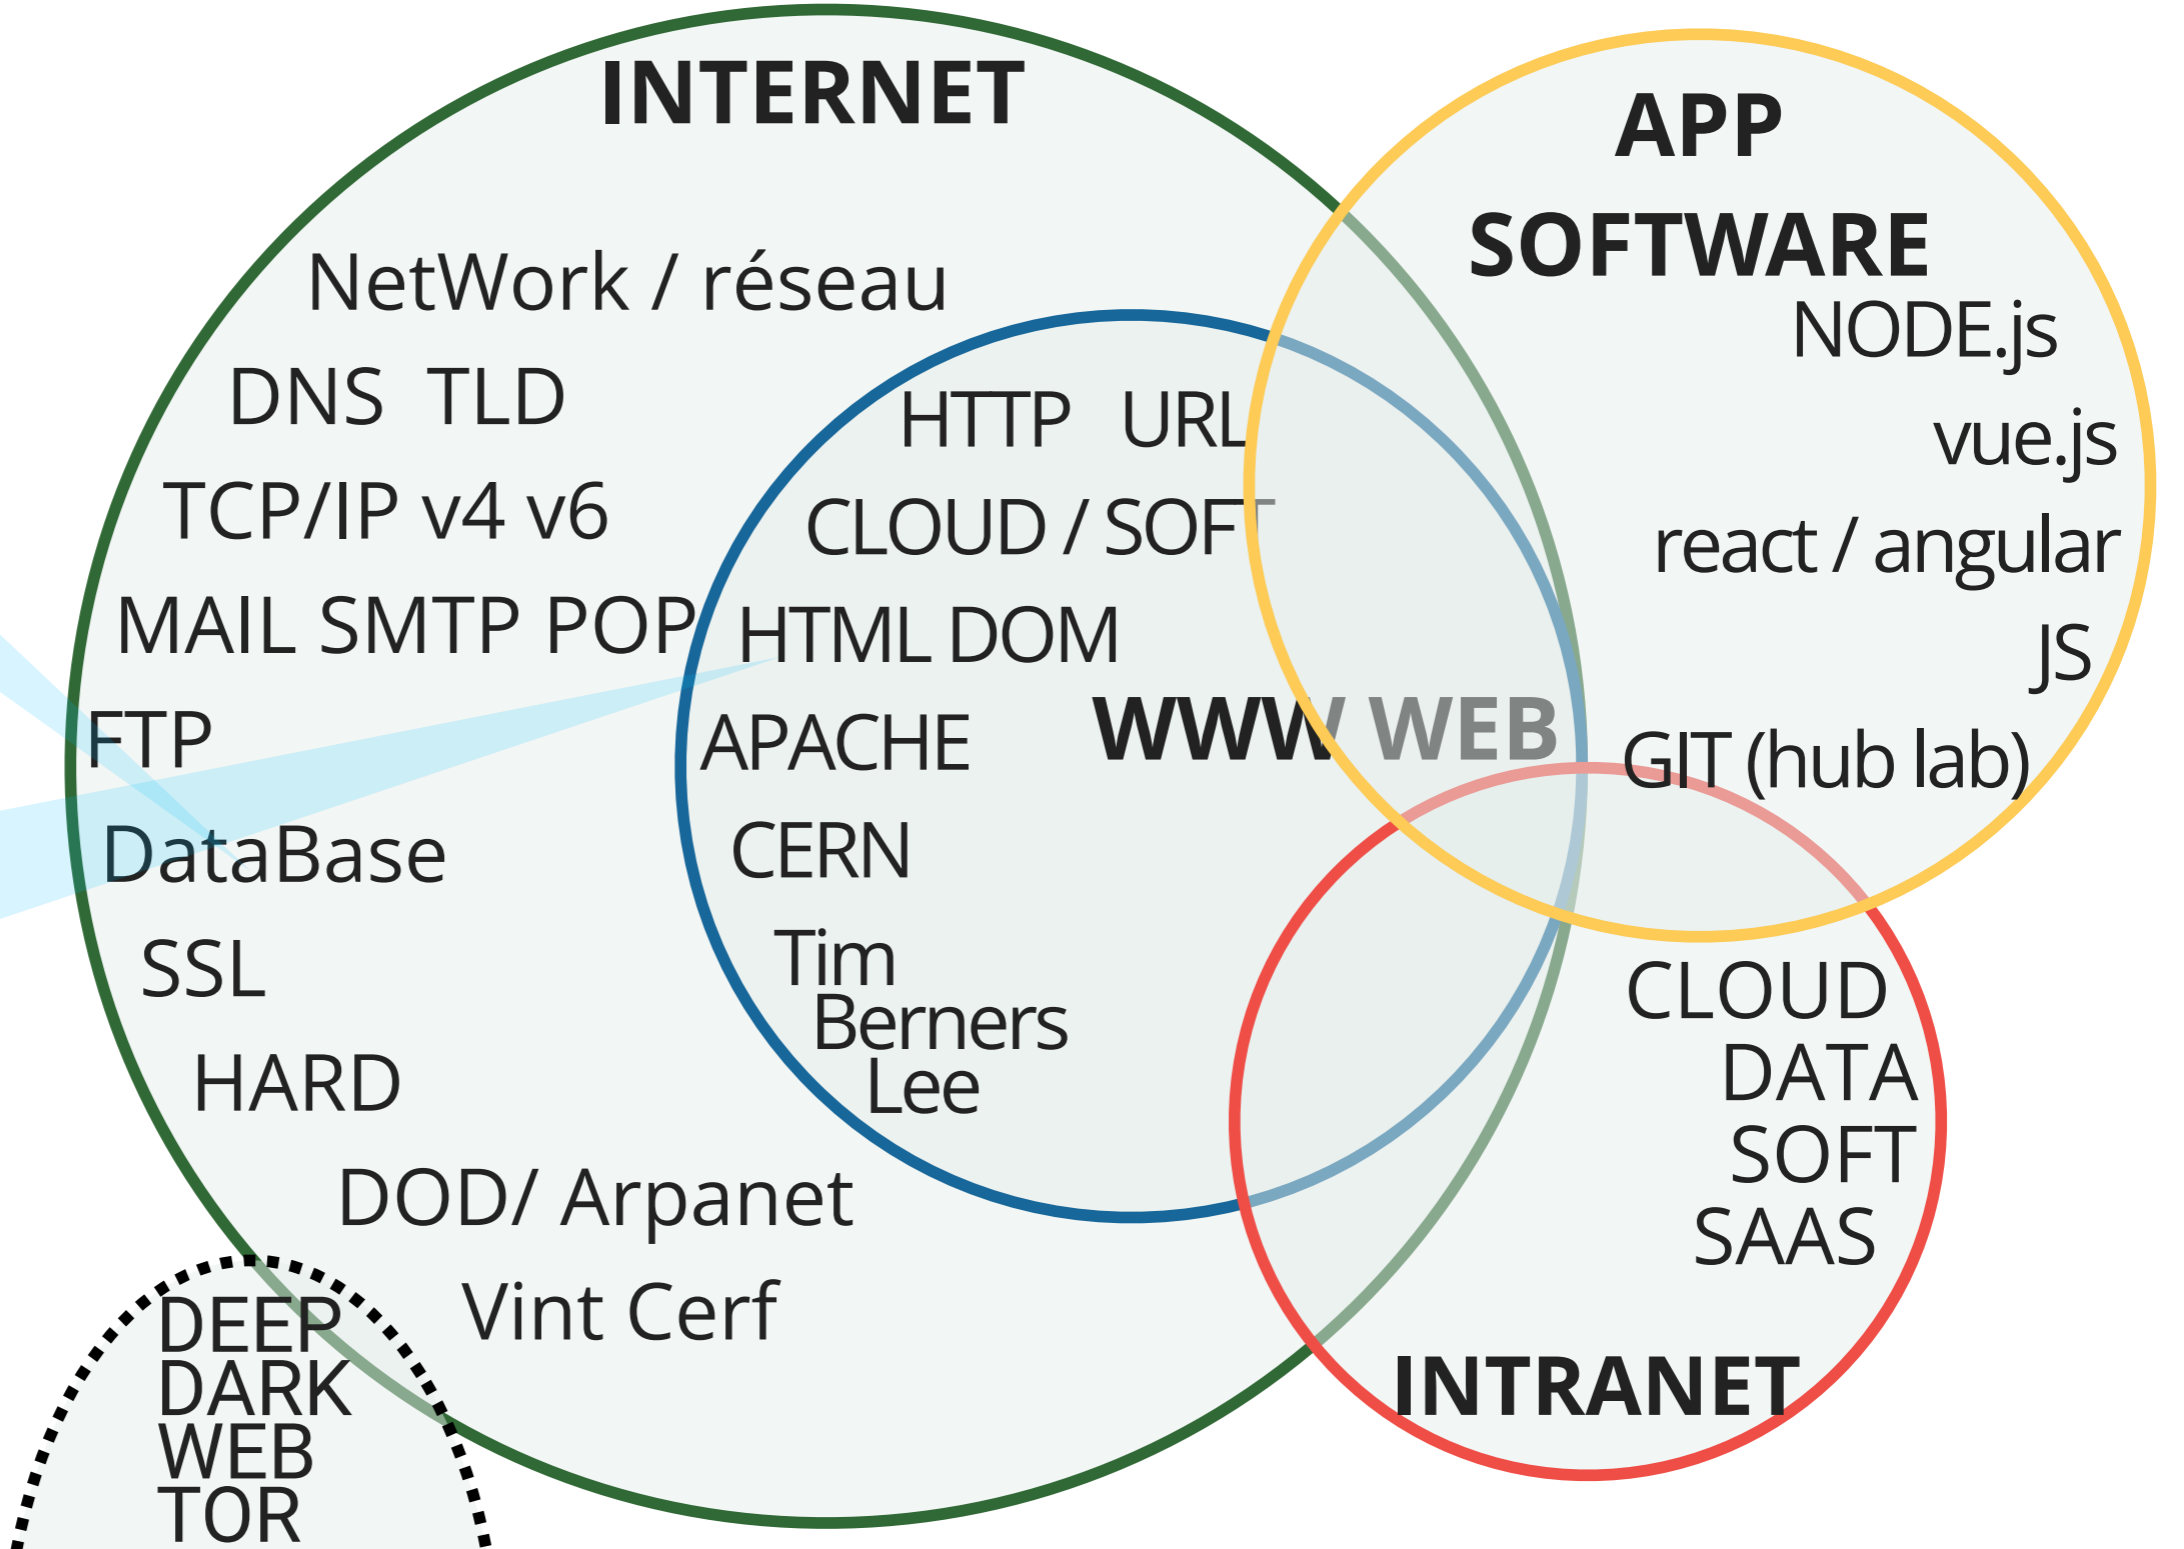 INTERNET
NetWork / réseau
DNS TLD
TCP/IP v4 v6
MAIL SMTP POP
FTP
DataBase
SSL
HARD
DOD/ Arpanet
Vint Cerf
HTTP URL
CLOUD / SOFT
HTML DOM
WWW WEB
APACHE
CERN
Tim
Berners
Lee
APP
SOFTWARE
NODE.js
vue.js
react / angular
JS
GIT (hub lab)
CLOUD
DATA
SOFT
SAAS
INTRANET
DEEP
DARK
WEB
TOR